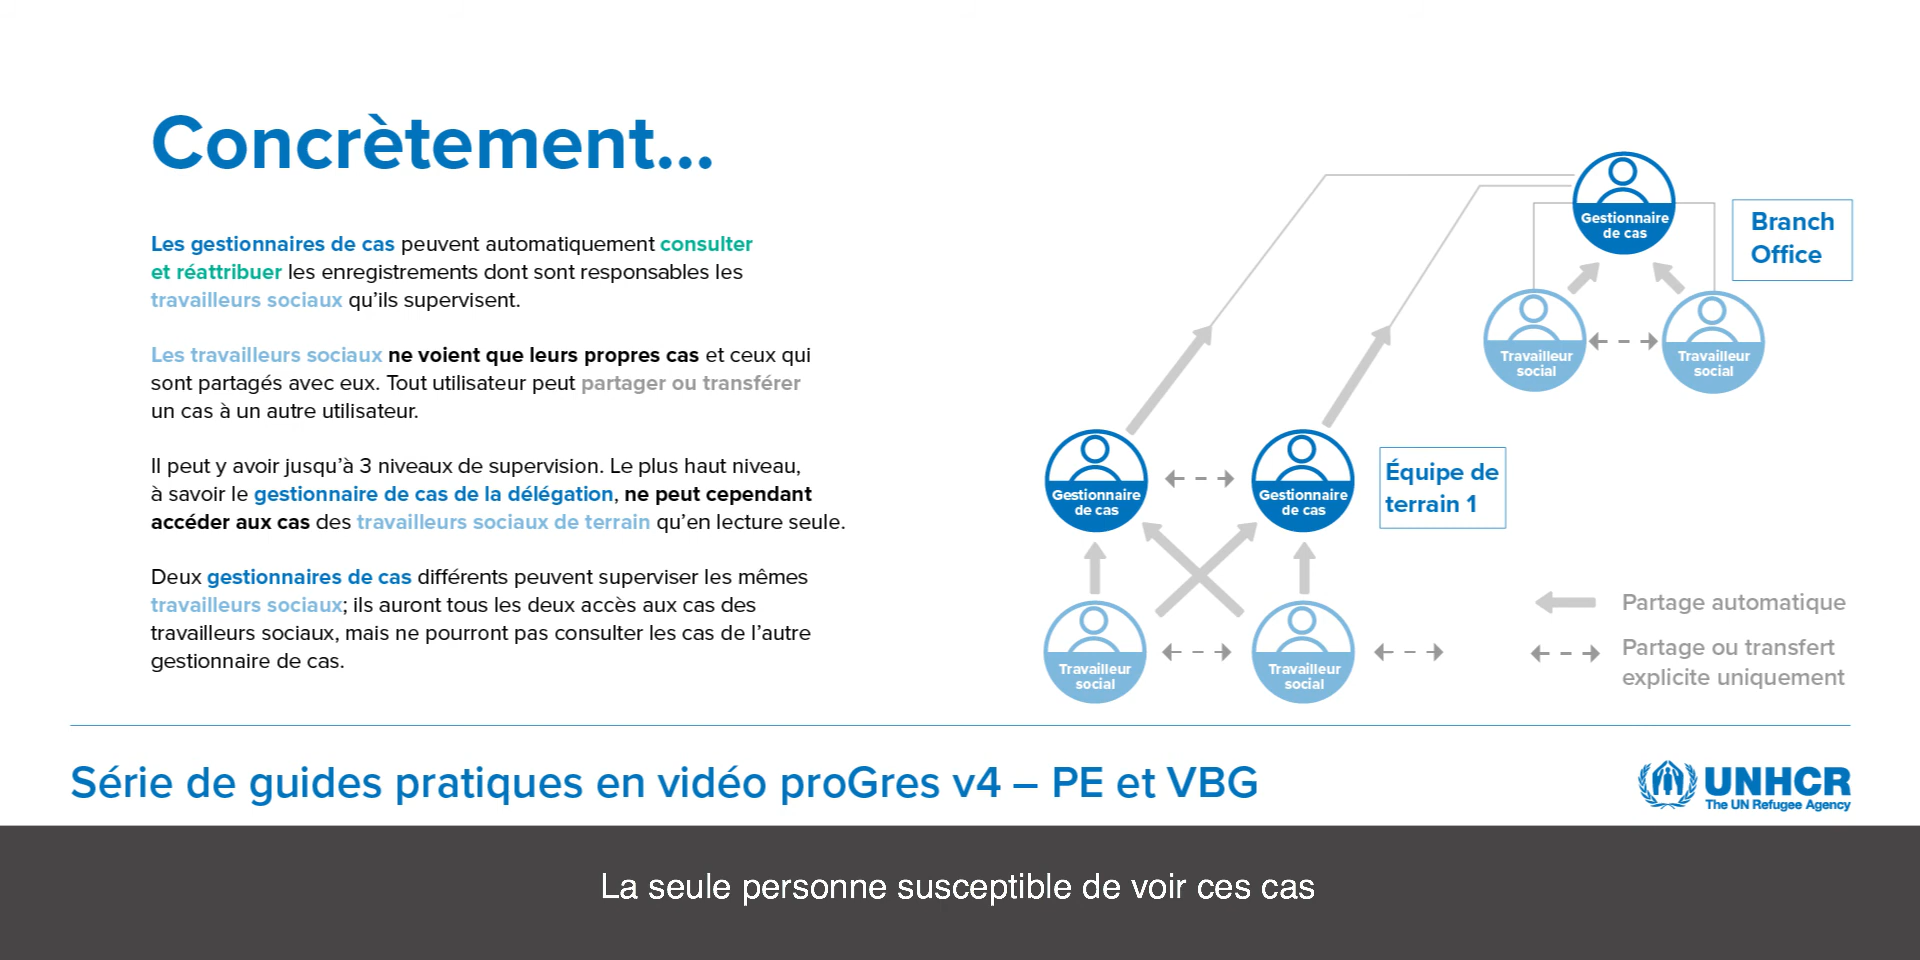 Concrètement...
Les gestionnaires de cas peuvent automatiquement consulter
et réattribuer les enregistrements dont sont responsables les
travailleurs sociaux qu'ils supervisent.
Les travailleurs sociaux ne voient que leurs propres cas et ceux qui
sont partagés avec eux. Tout utilisateur peut partager ou transférer
un cas à un autre utilisateur.
Il peut y avoir jusqu'à 3 niveaux de supervision. Le plus haut niveau,
à savoir le gestionnaire de cas de la délégation, ne peut cependant
accéder aux cas des travailleurs sociaux de terrain qu'en lecture seule.
Deux gestionnaires de cas différents peuvent superviser les mêmes
travailleurs sociaux; ils auront tous les deux accès aux cas des
travailleurs sociaux, mais ne pourront pas consulter les cas de l'autre
gestionnaire de cas.
Gestionnaire
de cas
Branch
Office
Travailleur
social
Travailleur
social
Gestionnaire
de cas
Gestionnaire
de cas
Équipe de
terrain 1
Travailleur
social
Travailleur
social
Partage automatique
Partage ou transfert
explicite uniquement
Série de guides pratiques en vidéo proGres v4 – PE et VBG
UNHCR
The UN Refugee Agency
La seule personne susceptible de voir ces cas